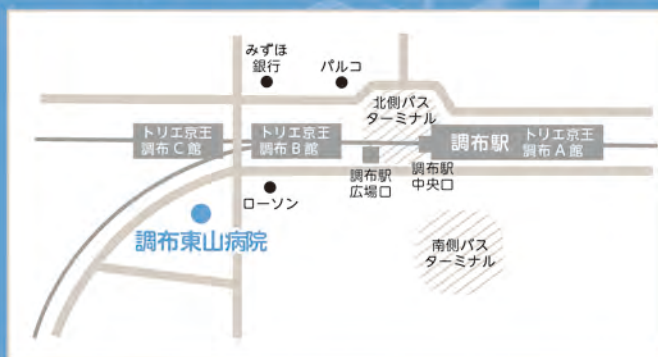 みずほ
銀行
パルコ
北側バス
ターミナル
トリエ京王
調布C館
トリエ京王
調布B館
調布駅
トリエ京王
調布A館
調布駅
広場口
調布駅
中央口
ローソン
調布東山病院
南側バス
ターミナル